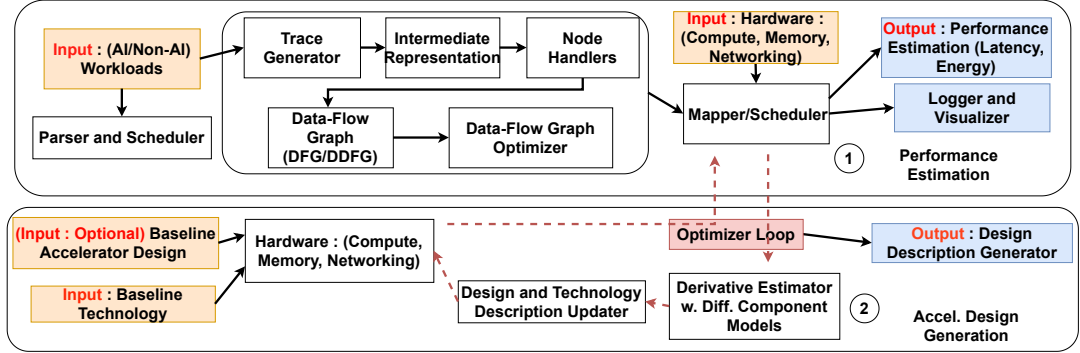 Input : (AI/Non-AI)
Workloads
Parser and Scheduler
Trace
Generator
Intermediate
Representation
Node
Handlers
Data-Flow
Graph
(DFG/DDFG)
Data-Flow Graph
Optimizer
Input : Hardware :
(Compute, Memory,
Networking)
Mapper/Scheduler
Output : Performance
Estimation (Latency,
Energy)
Logger and
Visualizer
1
Performance
Estimation
(Input : Optional) Baseline
Accelerator Design
Input : Baseline
Technology
Hardware : (Compute,
Memory, Networking)
Design and Technology
Description Updater
Optimizer Loop
Derivative Estimator
w. Diff. Component
Models
Output : Design
Description Generator
2
Accel. Design
Generation